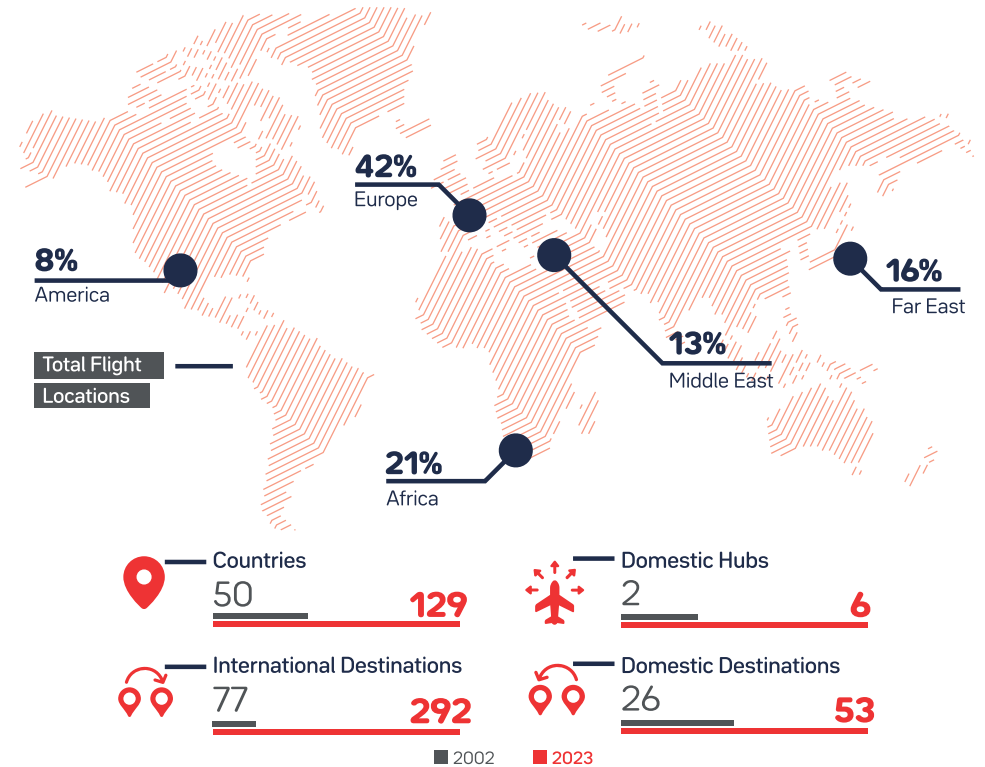 42%
Europe
8%
America
16%
Far East
13%
Middle East
Total Flight
Locations
21%
Africa
Countries
50
129
Domestic Hubs
2
6
International Destinations
77
292
Domestic Destinations
26
53
2002
2023